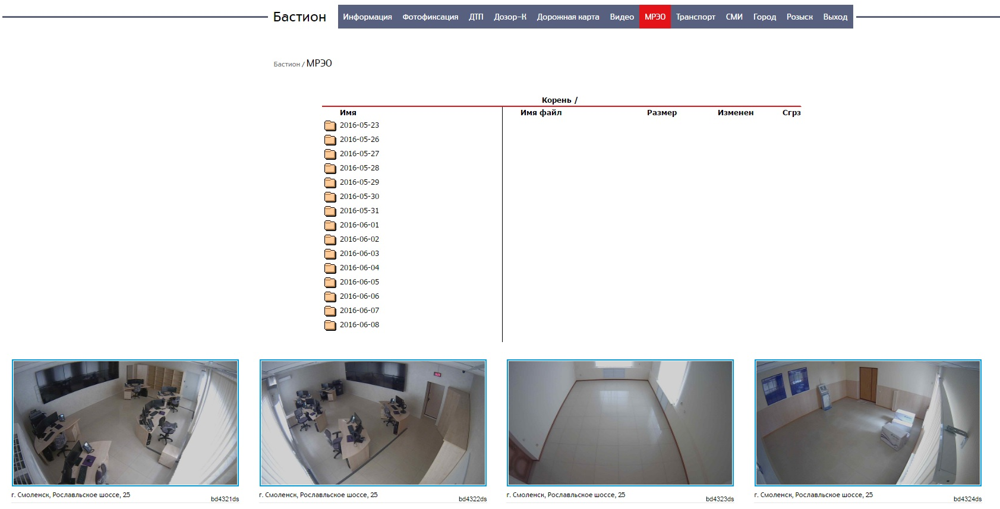 Бастион Информация Фотофиксация ДТП Дозор-К Дорожная карта Видео МРЭО Транспорт СМИ Город Розыск Выход
Бастион / МРЭО
Корень /
Имя Имя файл Размер Изменен Сгрз
2016-05-23
2016-05-26
2016-05-27
2016-05-28
2016-05-29
2016-05-30
2016-05-31
2016-06-01
2016-06-02
2016-06-03
2016-06-04
2016-06-05
2016-06-06
2016-06-07
2016-06-08
г. Смоленск, Рославльское шоссе, 25
bd4321ds
г. Смоленск, Рославльское шоссе, 25
bd4322ds
г. Смоленск, Рославльское шоссе, 25
bd4323ds
г. Смоленск, Рославльское шоссе, 25
bd4324ds